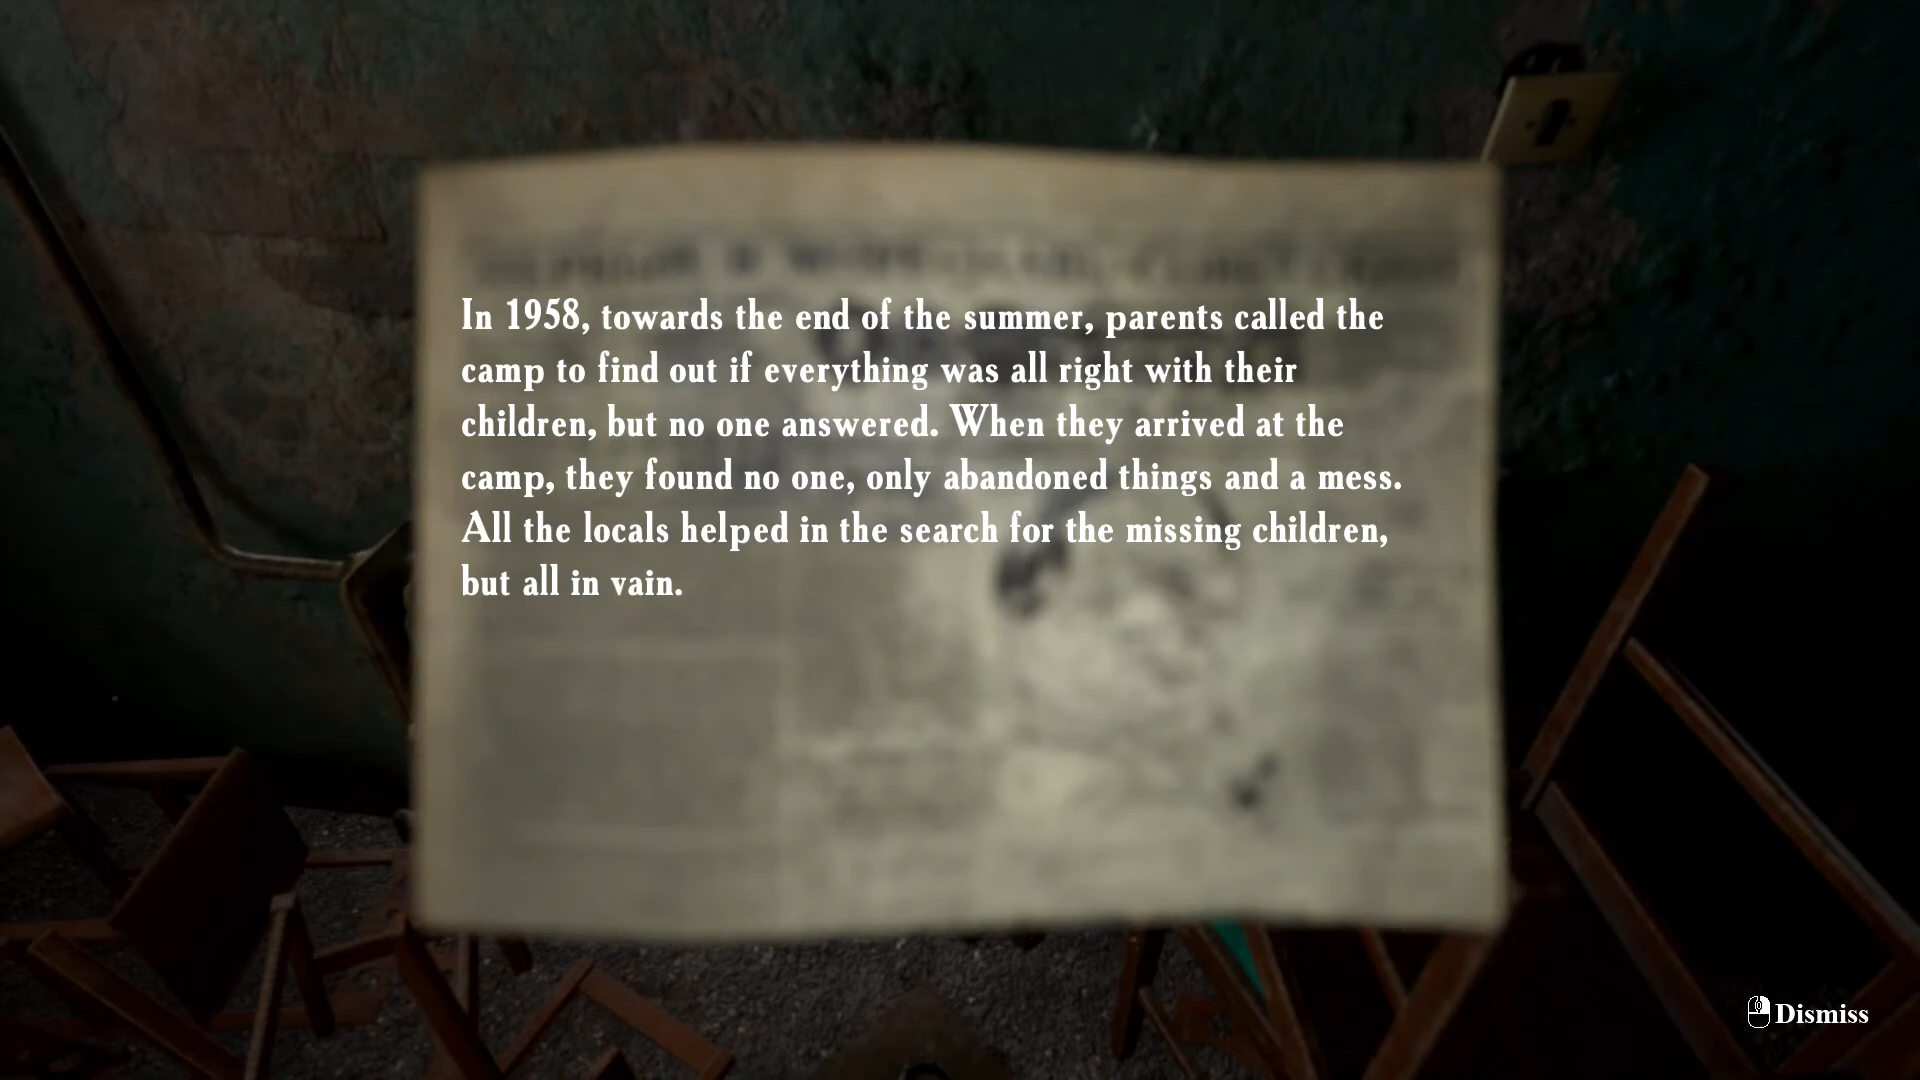 In 1958, towards the end of the summer, parents called the
camp to find out if everything was all right with their
children, but no one answered. When they arrived at the
camp, they found no one, only abandoned things and a mess.
All the locals helped in the search for the missing children,
but all in vain.
Dismiss